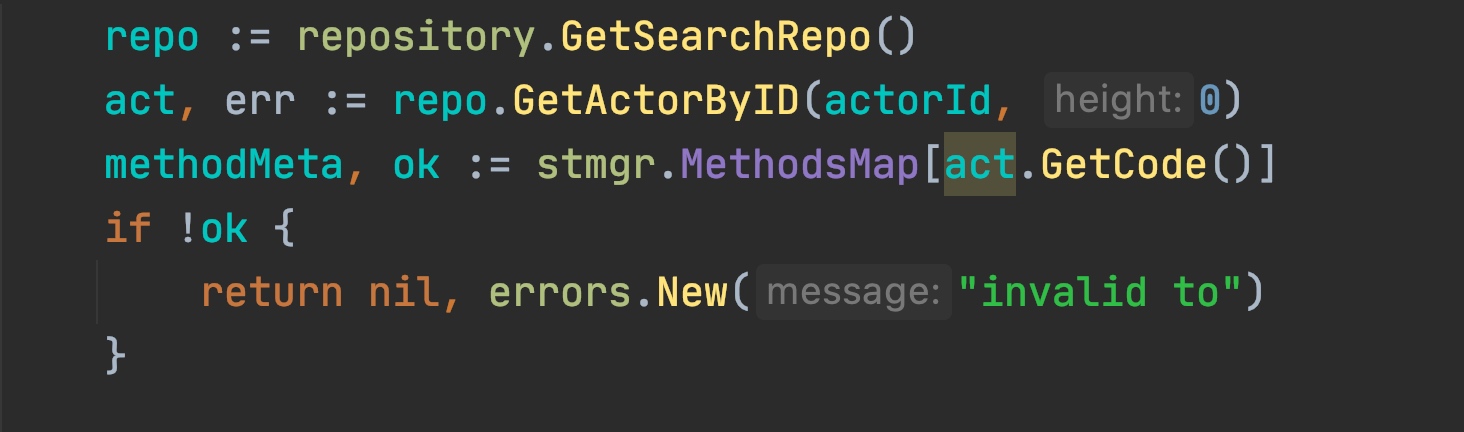 repo := repository.GetSearchRepo()
act, err := repo.GetActorByID(actorId, height: 0)
methodMeta, ok := stmgr.MethodsMap[act.GetCode()]
if !ok {
    return nil, errors.New(message: "invalid to")
}